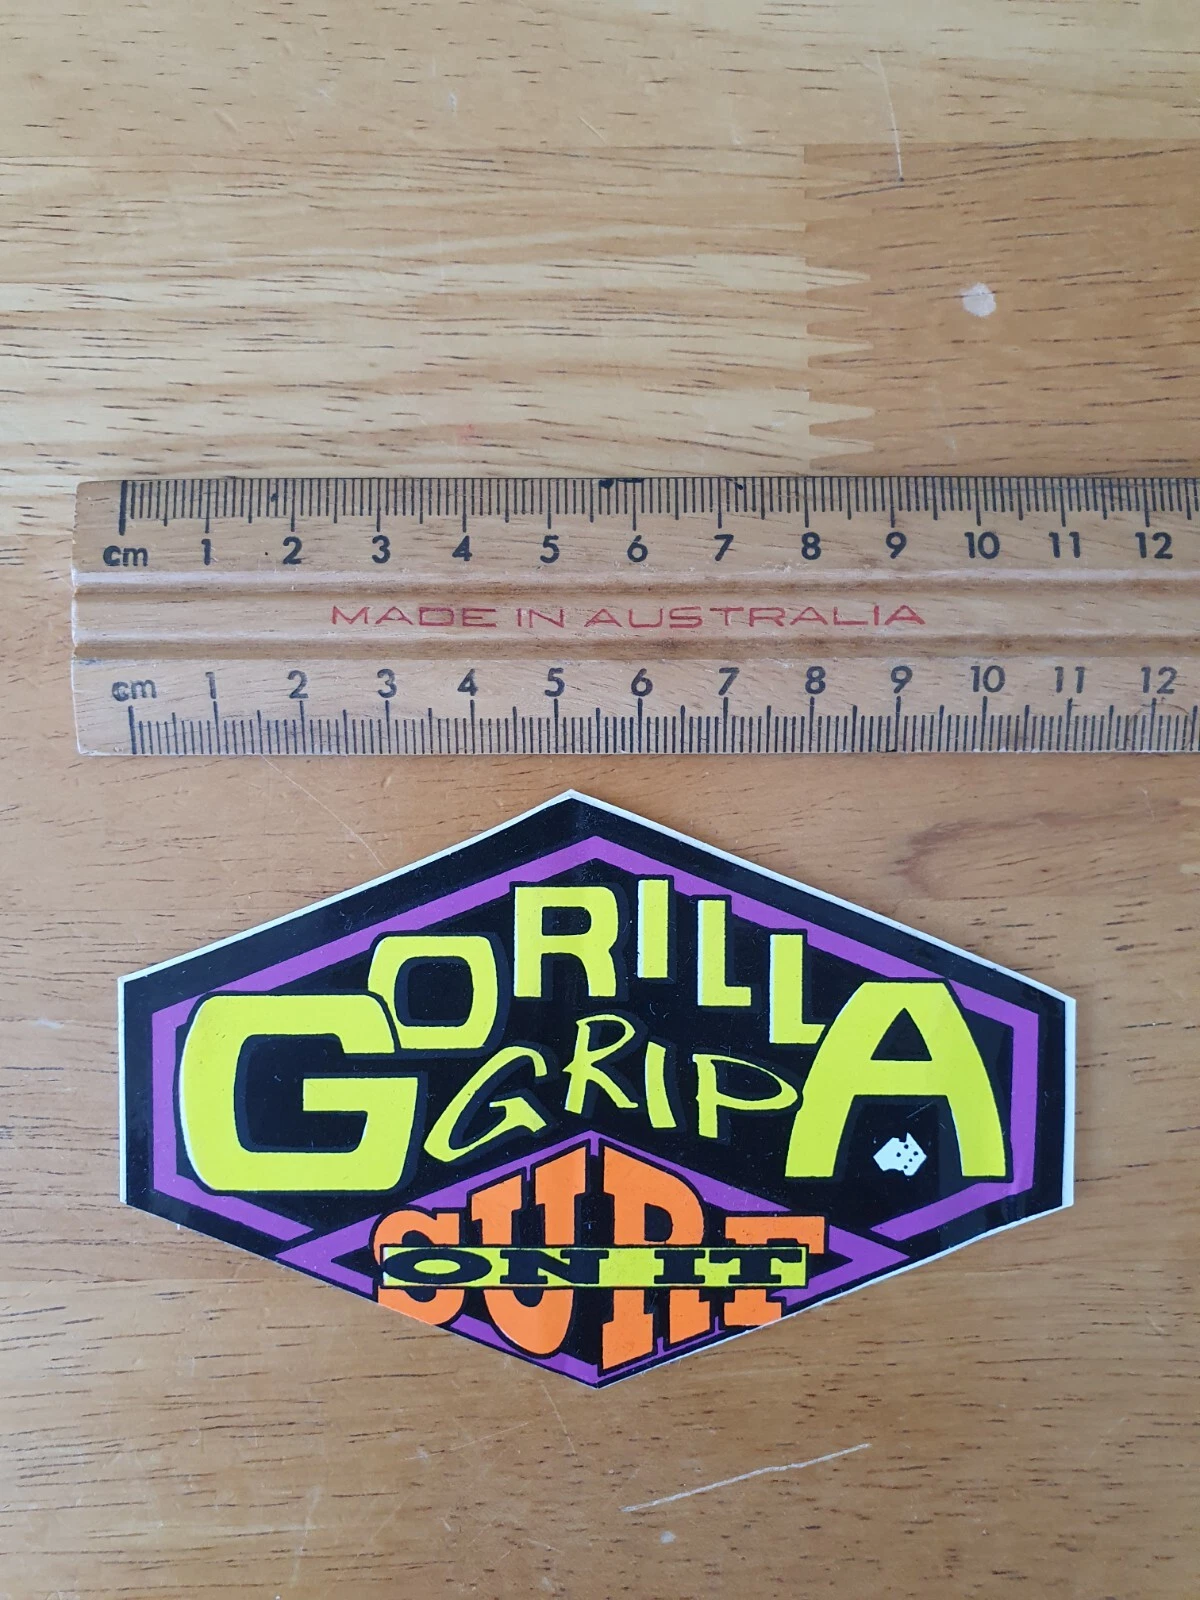 cm 1 2 3 4 5 6 7 8 9 10 11 12
MADE IN AUSTRALIA
cm 1 2 3 4 5 6 7 8 9 10 11 12
GORILLA
GRIP
SURF
ON IT